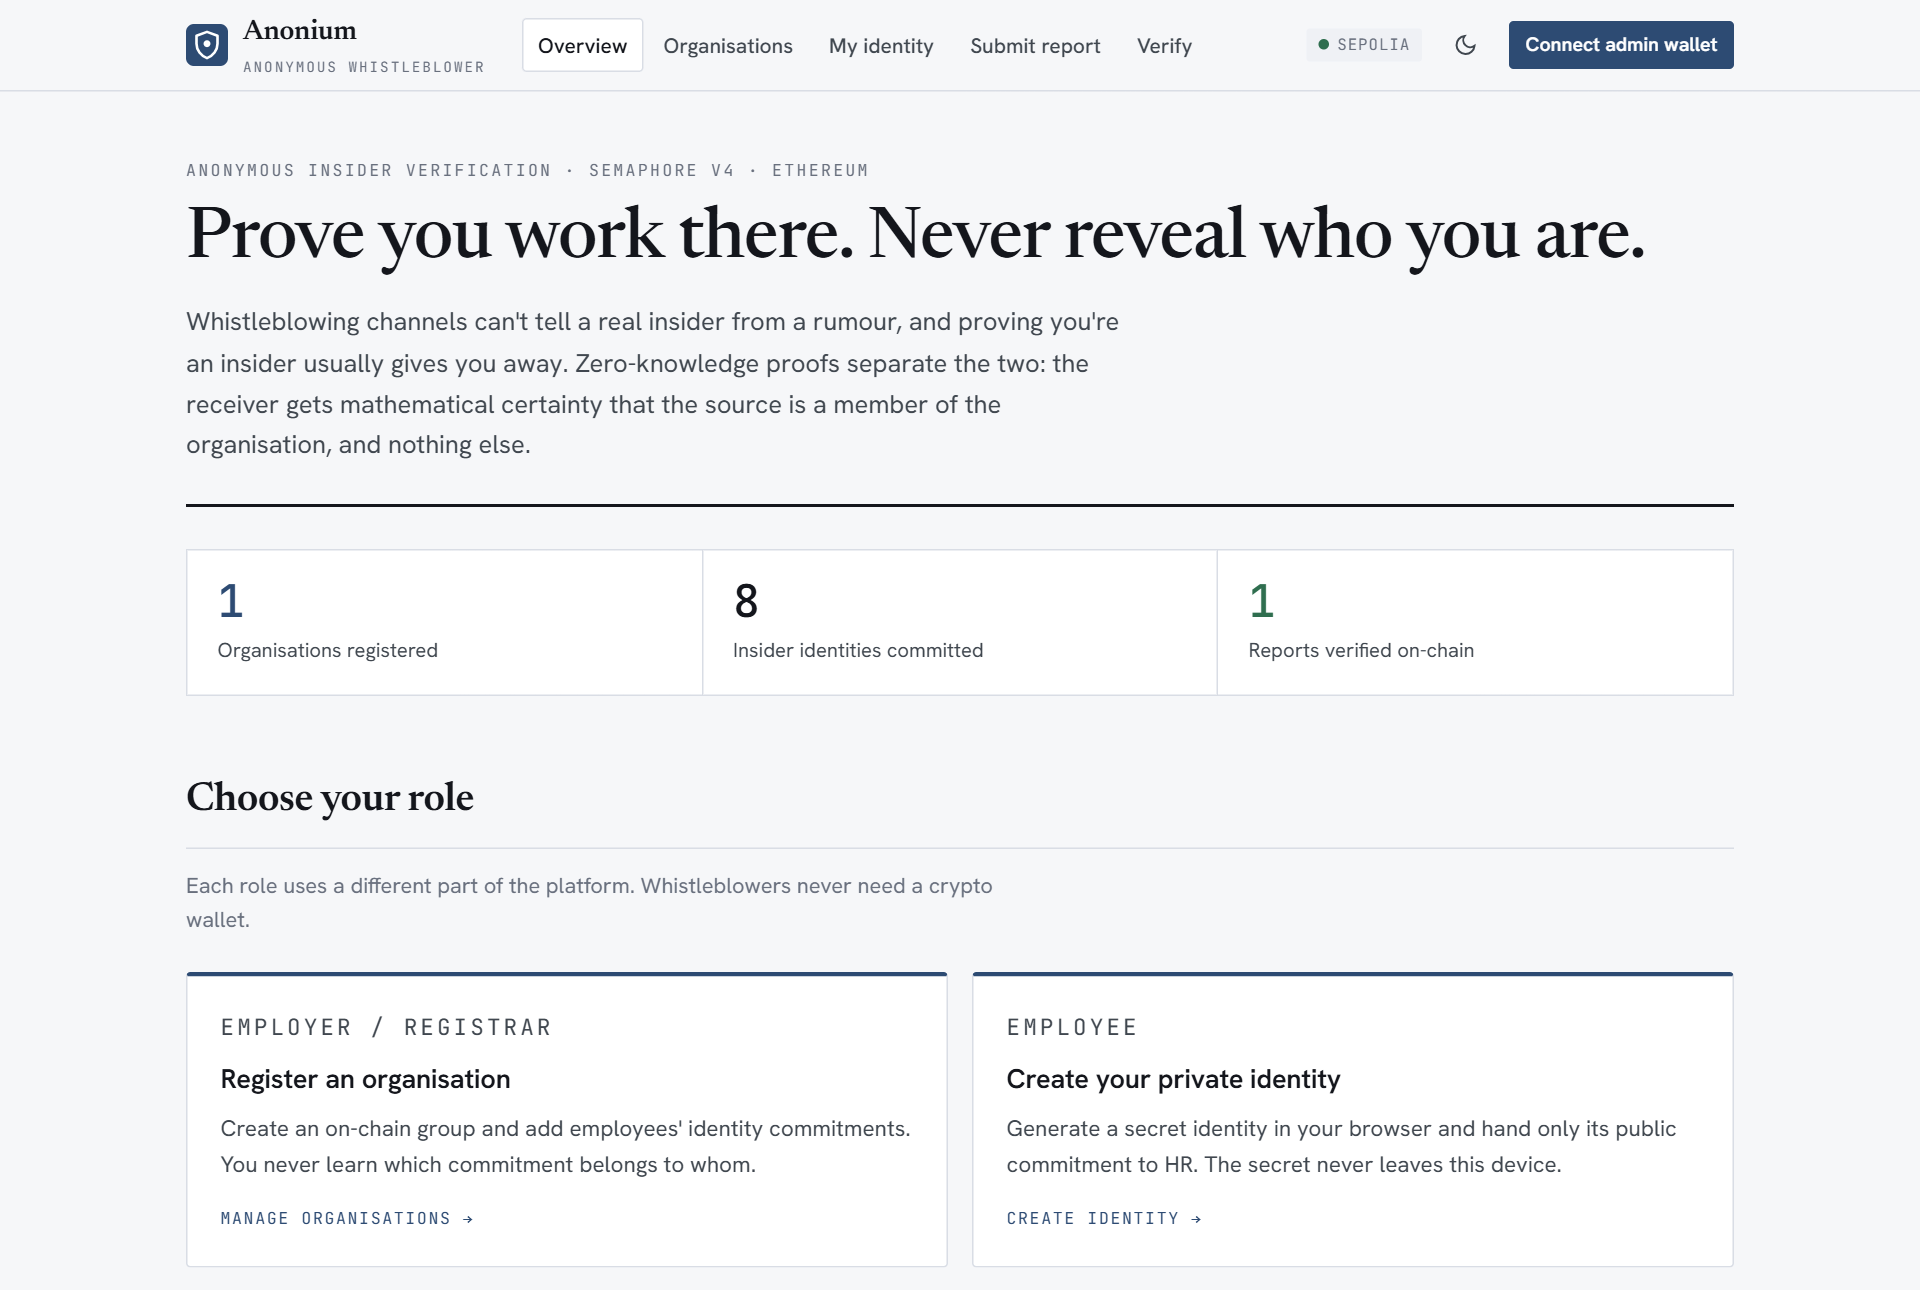 Anonium
ANONYMOUS WHISTLEBLOWER
Overview
Organisations
My identity
Submit report
Verify
SEPOLIA
Connect admin wallet
ANONYMOUS INSIDER VERIFICATION · SEMAPHORE V4 · ETHEREUM
Prove you work there. Never reveal who you are.
Whistleblowing channels can't tell a real insider from a rumour, and proving you're
an insider usually gives you away. Zero-knowledge proofs separate the two: the
receiver gets mathematical certainty that the source is a member of the
organisation, and nothing else.
1
Organisations registered
8
Insider identities committed
1
Reports verified on-chain
Choose your role
Each role uses a different part of the platform. Whistleblowers never need a crypto
wallet.
EMPLOYER / REGISTRAR
Register an organisation
Create an on-chain group and add employees' identity commitments.
You never learn which commitment belongs to whom.
MANAGE ORGANISATIONS →
EMPLOYEE
Create your private identity
Generate a secret identity in your browser and hand only its public
commitment to HR. The secret never leaves this device.
CREATE IDENTITY →